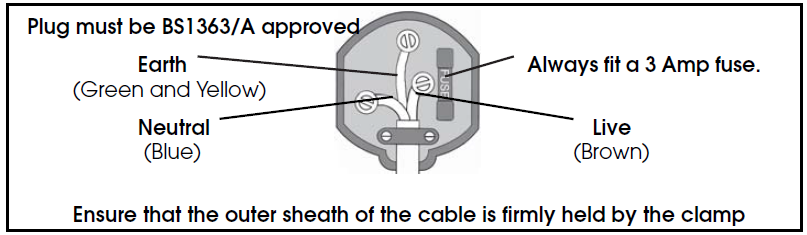 Plug must be BS1363/A approved
Earth
(Green and Yellow)
Always fit a 3 Amp fuse.
FUSE
Neutral
(Blue)
Live
(Brown)
Ensure that the outer sheath of the cable is firmly held by the clamp